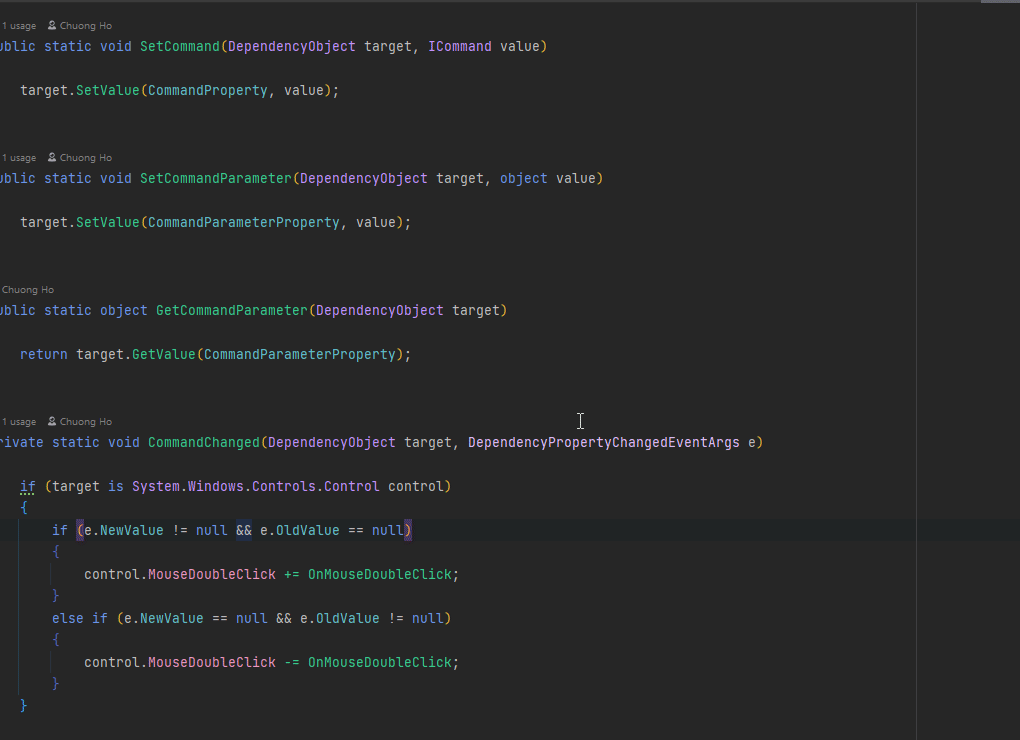 1 usage Chuong Ho
ublic static void SetCommand(DependencyObject target, ICommand value)
target.SetValue(CommandProperty, value);
1 usage Chuong Ho
ublic static void SetCommandParameter(DependencyObject target, object value)
target.SetValue(CommandParameterProperty, value);
Chuong Ho
ublic static object GetCommandParameter(DependencyObject target)
return target.GetValue(CommandParameterProperty);
1 usage Chuong Ho
rivate static void CommandChanged(DependencyObject target, DependencyPropertyChangedEventArgs e)
if (target is System.Windows.Controls.Control control)
{
if (e.NewValue != null && e.OldValue == null)
{
control.MouseDoubleClick += OnMouseDoubleClick;
}
else if (e.NewValue == null && e.OldValue != null)
{
control.MouseDoubleClick -= OnMouseDoubleClick;
}
}